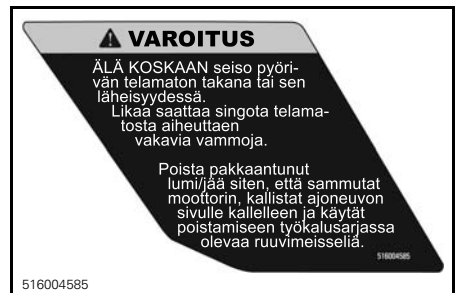 VAROITUS
ÄLÄ KOSKAAN seiso pyöri-
vän telamaton takana tai sen
läheisyydessä.
Likaa saattaa singota telama-
tosta aiheuttaen
vakavia vammoja.
Poista pakkaantunut
lumi/jää siten, että sammutat
moottorin, kallistat ajoneuvon
sivulle kallelleen ja käytät
poistamiseen työkalusarjassa
olevaa ruuvimeisseliä.
516004585
516004585